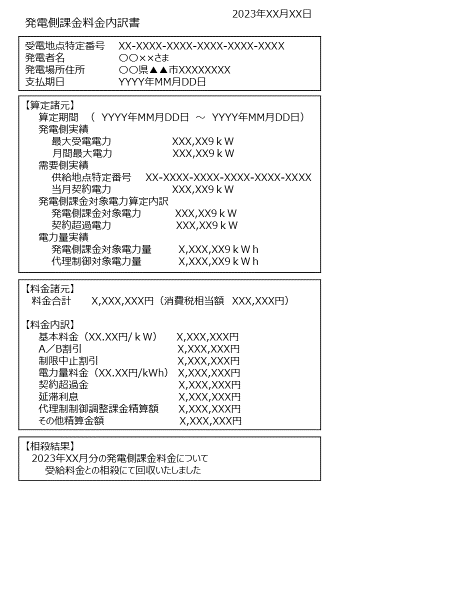 2023年XX月XX日
発電側課金料金内訳書
受電地点特定番号 XX-XXXX-XXXX-XXXX-XXXX-XXXX
発電者名 〇〇××さま
発電場所住所 〇〇県▲▲市XXXXXXXX
支払期日 YYYY年MM月DD日
【算定諸元】
算定期間 （ YYYY年MM月DD日 ～ YYYY年MM月DD日）
発電側実績
最大受電電力 XXX,XX9ｋW
月間最大電力 XXX,XX9ｋW
需要側実績
供給地点特定番号 XX-XXXX-XXXX-XXXX-XXXX-XXXX
当月契約電力 XXX,XX9ｋW
発電側課金対象電力算定内訳
発電側課金対象電力 XXX,XX9ｋW
契約超過電力 XXX,XX9ｋW
電力量実績
発電側課金対象電力量 X,XXX,XX9ｋWｈ
代理制御対象電力量 X,XXX,XX9ｋWｈ
【料金諸元】
料金合計 X,XXX,XXX円（消費税相当額 XXX,XXX円）
【料金内訳】
基本料金（XX.XX円/ｋW） X,XXX,XXX円
A／B割引 X,XXX,XXX円
制限中止割引 X,XXX,XXX円
電力量料金（XX.XX円/kWh） X,XXX,XXX円
契約超過金 X,XXX,XXX円
延滞利息 X,XXX,XXX円
代理制御調整課金精算額 X,XXX,XXX円
その他精算金額 X,XXX,XXX円
【相殺結果】
2023年XX月分の発電側課金料金について
受給料金との相殺にて回収いたしました